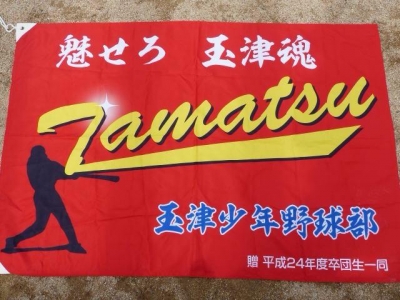 魅せろ 玉津魂
Tamatsu
玉津少年野球部
贈 平成24年度卒団生一同